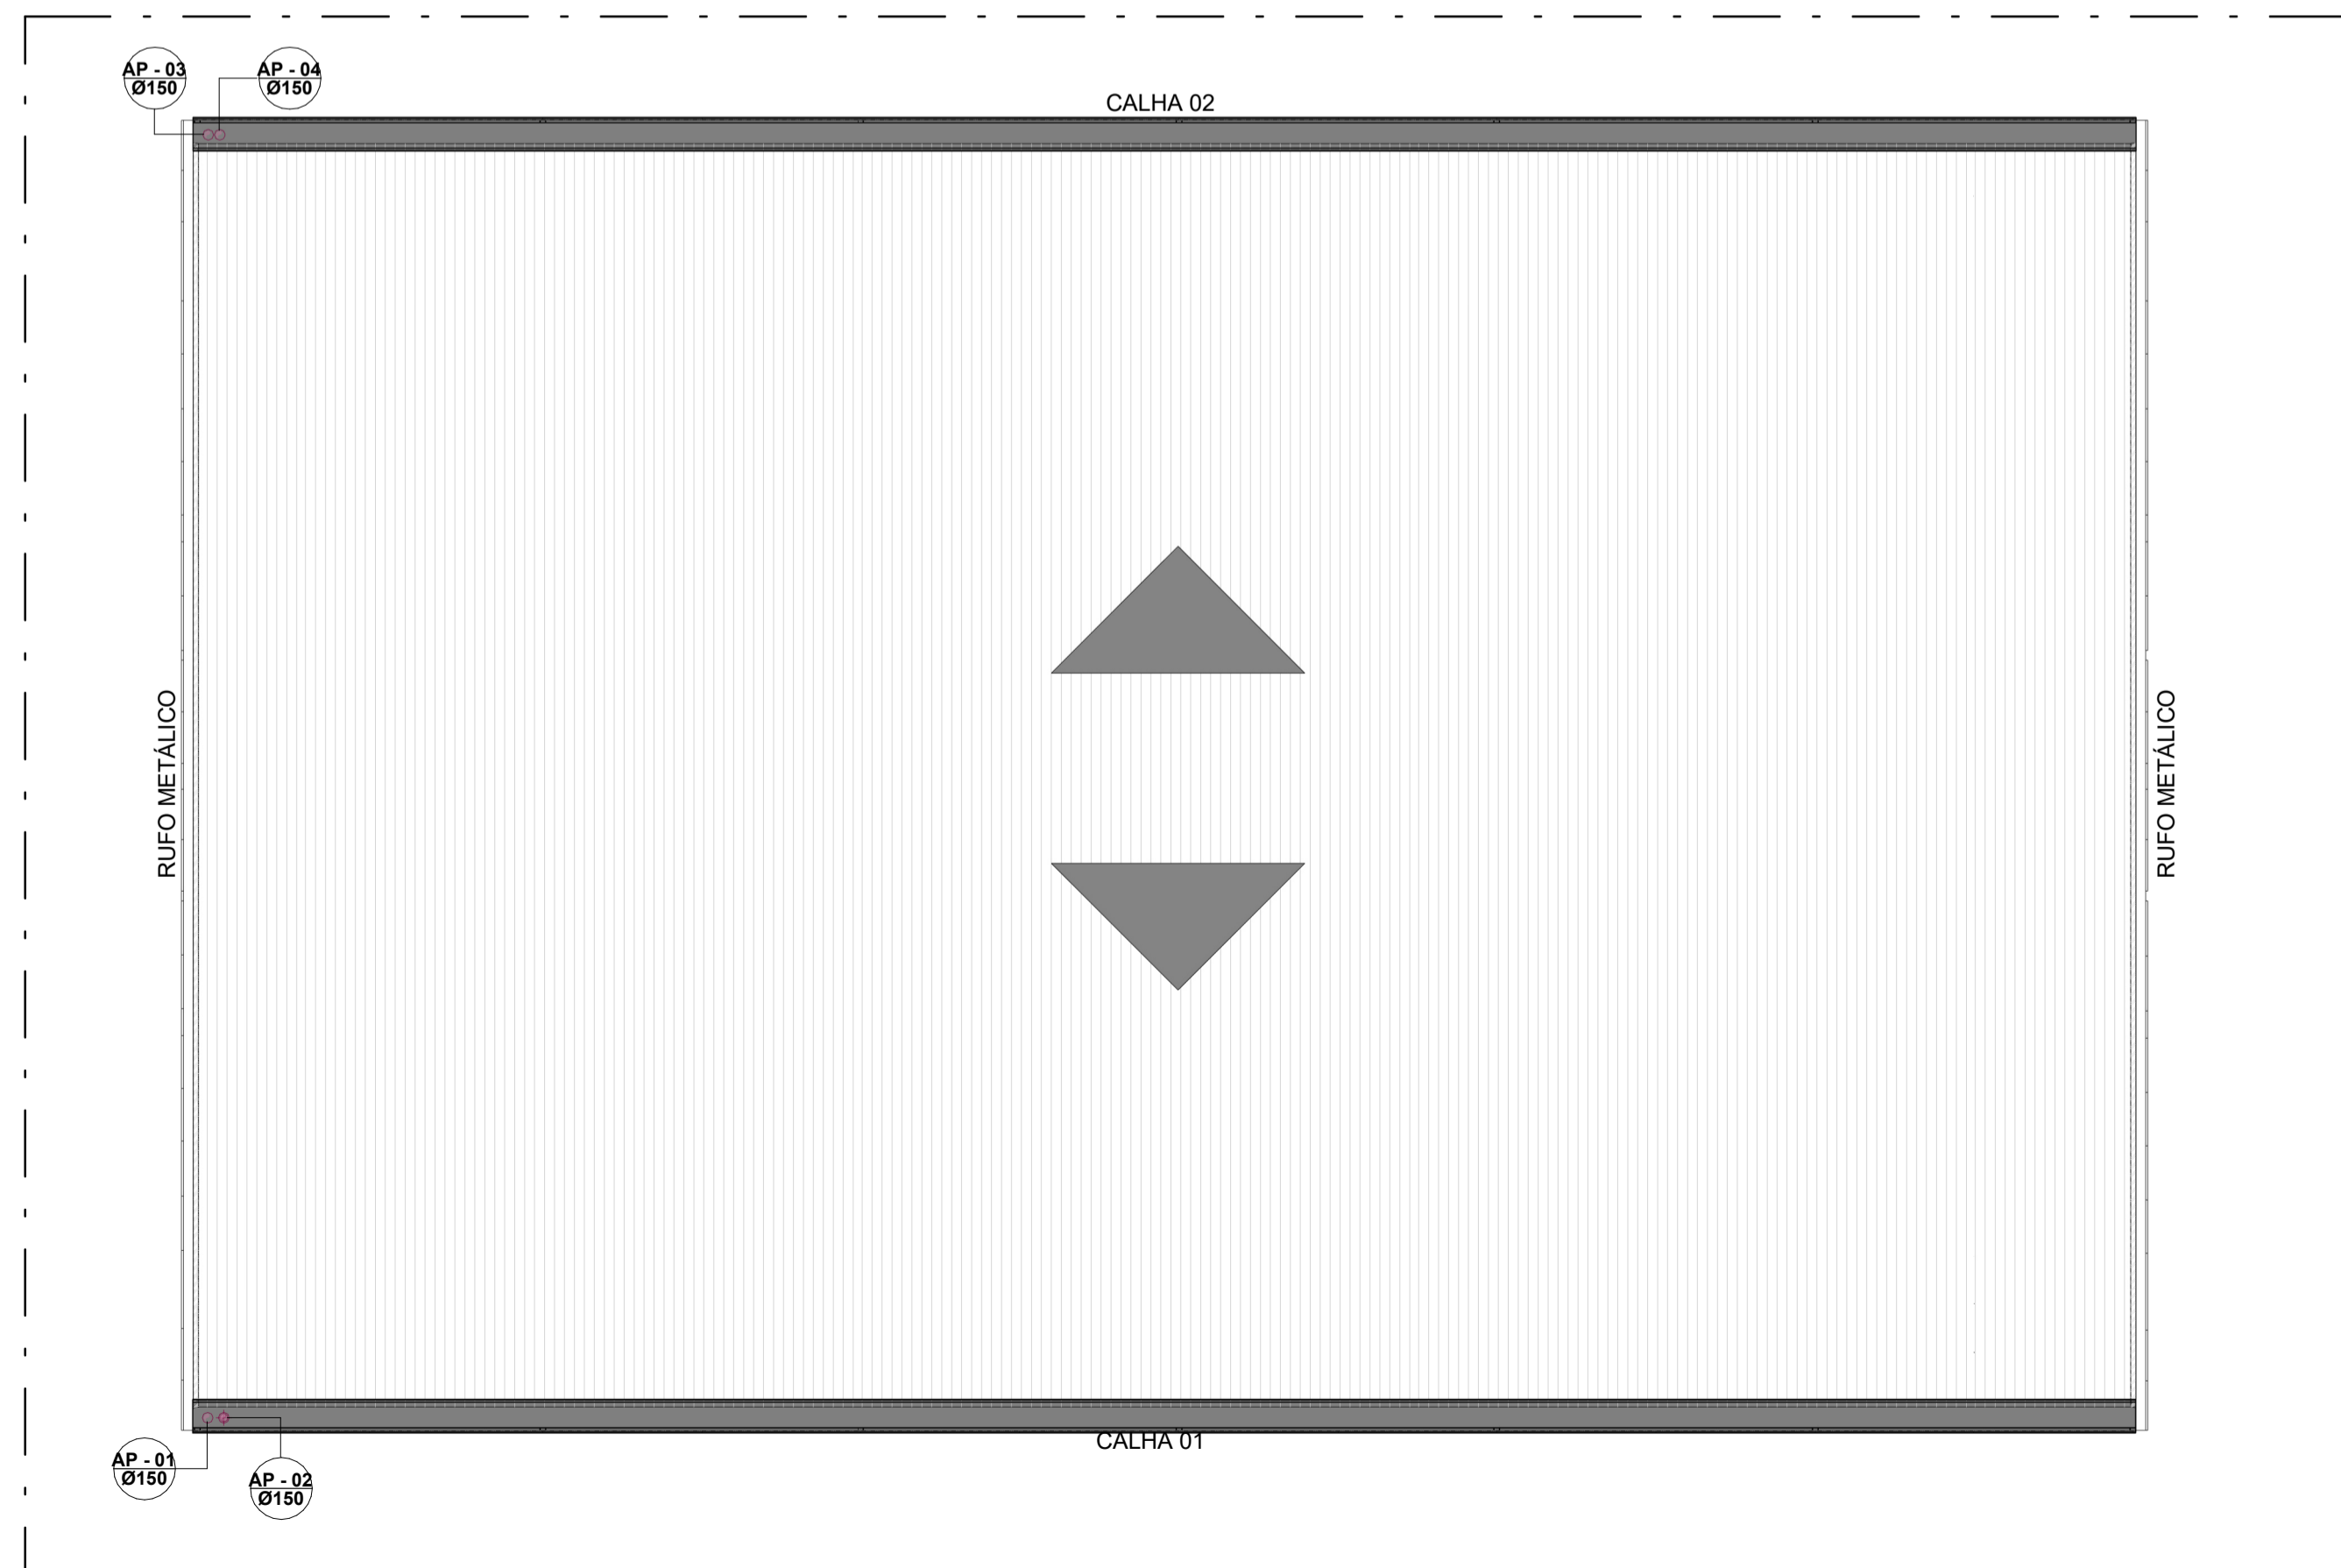 AP - 03
Ø150
AP - 04
Ø150
CALHA 02
RUFO METÁLICO
RUFO METÁLICO
CALHA 01
AP - 01
Ø150
AP - 02
Ø150